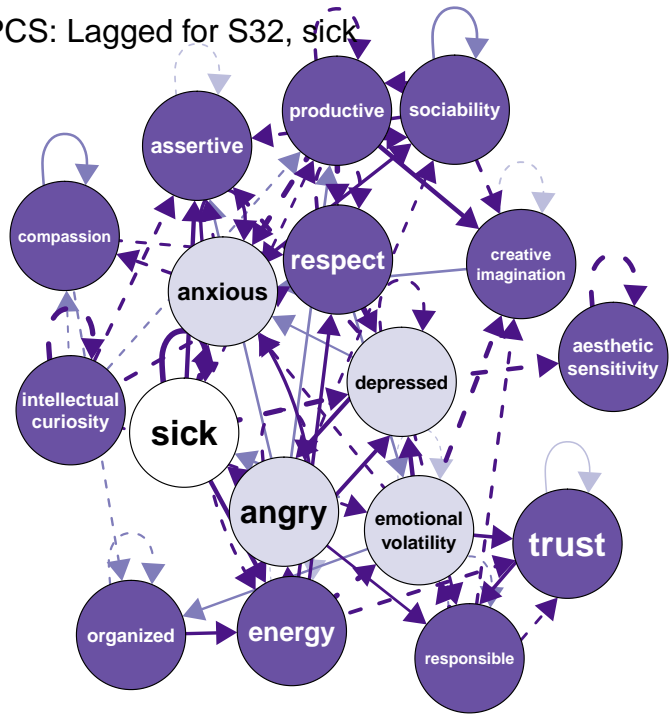 PCS: Lagged for S32, sick
productive
sociability
assertive
compassion
respect
creative
imagination
anxious
aesthetic
sensitivity
depressed
intellectual
curiosity
sick
angry
emotional
volatility
trust
organized
energy
responsible